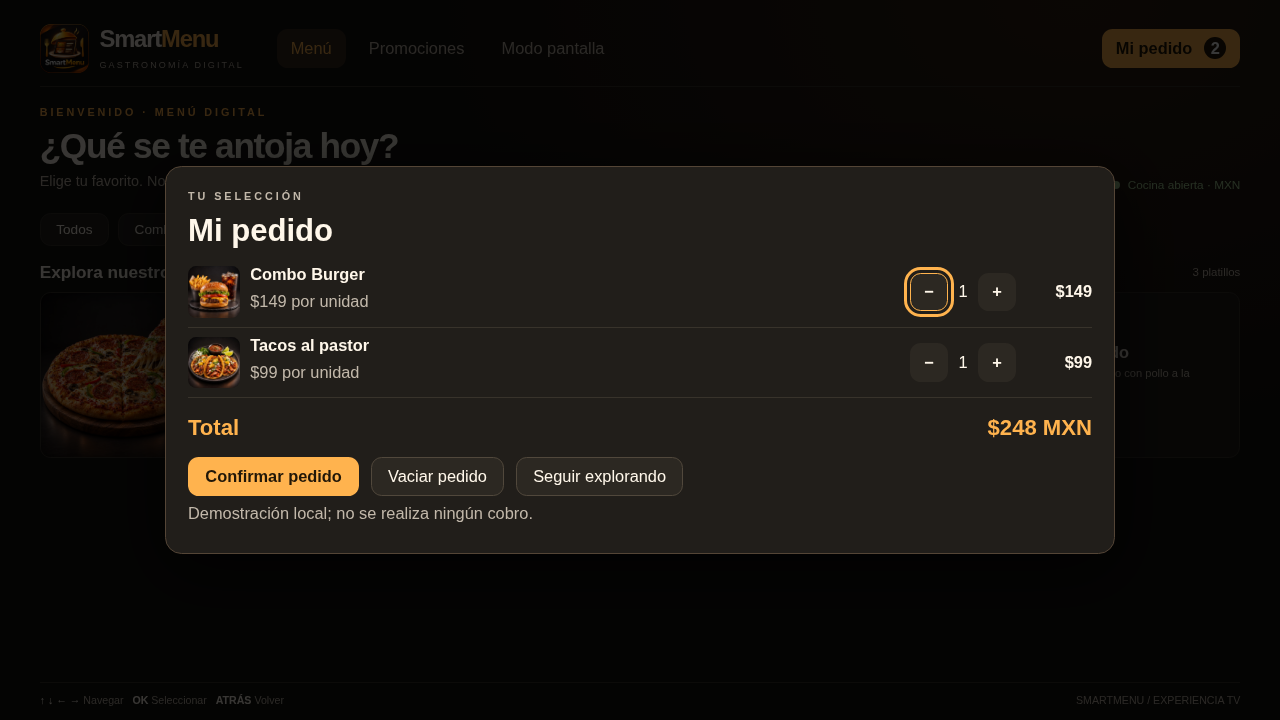 SmartMenu
GASTRONOMÍA DIGITAL
Menú
Promociones
Modo pantalla
Mi pedido 2
BIENVENIDO · MENÚ DIGITAL
¿Qué se te antoja hoy?
Elige tu favorito. No
Cocina abierta · MXN
Todos
Explora nuestro
3 platillos
TU SELECCIÓN
Mi pedido
Combo Burger
$149 por unidad
− 1 + $149
Tacos al pastor
$99 por unidad
− 1 + $99
Total $248 MXN
Confirmar pedido
Vaciar pedido
Seguir explorando
Demostración local; no se realiza ningún cobro.
con pollo a la
↑ ↓ ← → Navegar OK Seleccionar ATRÁS Volver
SMARTMENU / EXPERIENCIA TV